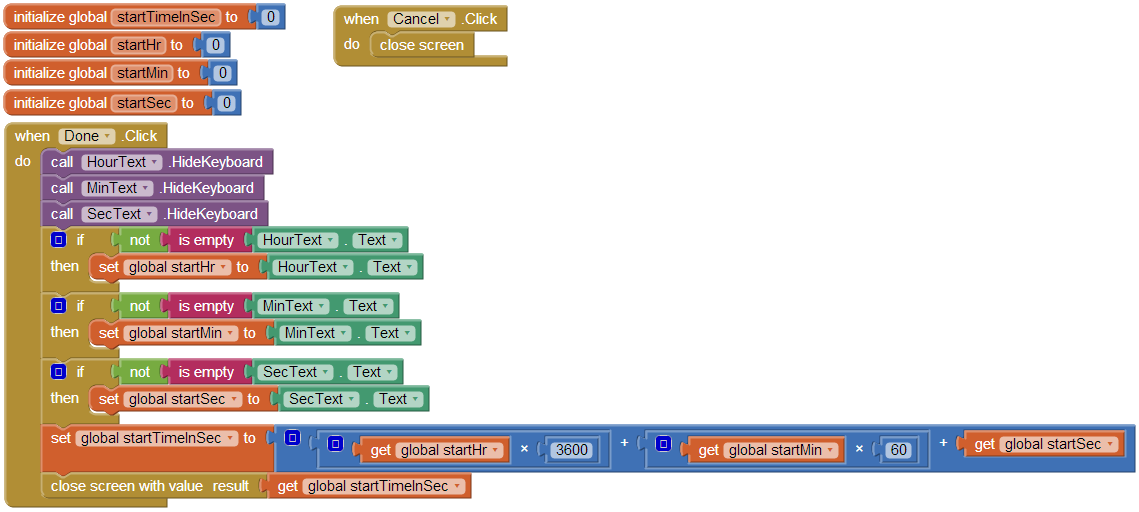 initialize global startTimeInSec to 0
initialize global startHr to 0
initialize global startMin to 0
initialize global startSec to 0
when Cancel .Click
do close screen
when Done .Click
do call HourText .HideKeyboard
call MinText .HideKeyboard
call SecText .HideKeyboard
if not is empty HourText . Text
then set global startHr to HourText . Text
if not is empty MinText . Text
then set global startMin to MinText . Text
if not is empty SecText . Text
then set global startSec to SecText . Text
set global startTimeInSec to get global startHr × 3600 + get global startMin × 60 + get global startSec
close screen with value result get global startTimeInSec